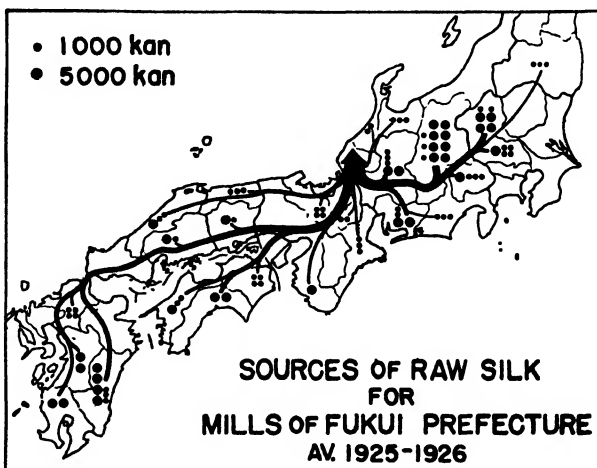 1000 kan
5000 kan
SOURCES OF RAW SILK
FOR
MILLS OF FUKUI PREFECTURE
AV. 1925-1926